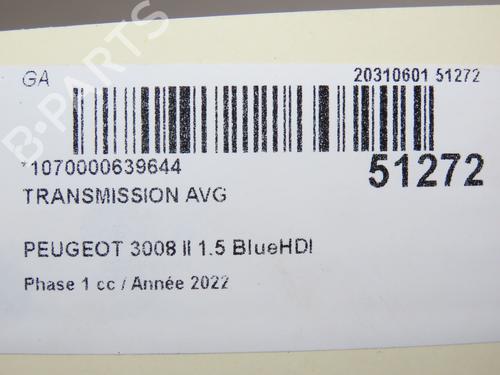 GA
20310601 51272
*1070000639644
51272
TRANSMISSION AVG
PEUGEOT 3008 II 1.5 BlueHDI
Phase 1 cc / Année 2022
B-PARTS